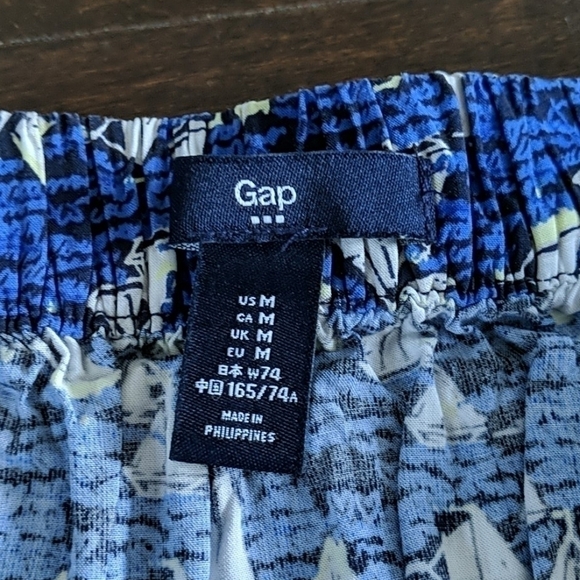 Gap
US M
CA M
UK M
EU M
日本 W74
中国 165/74A
MADE IN
PHILIPPINES